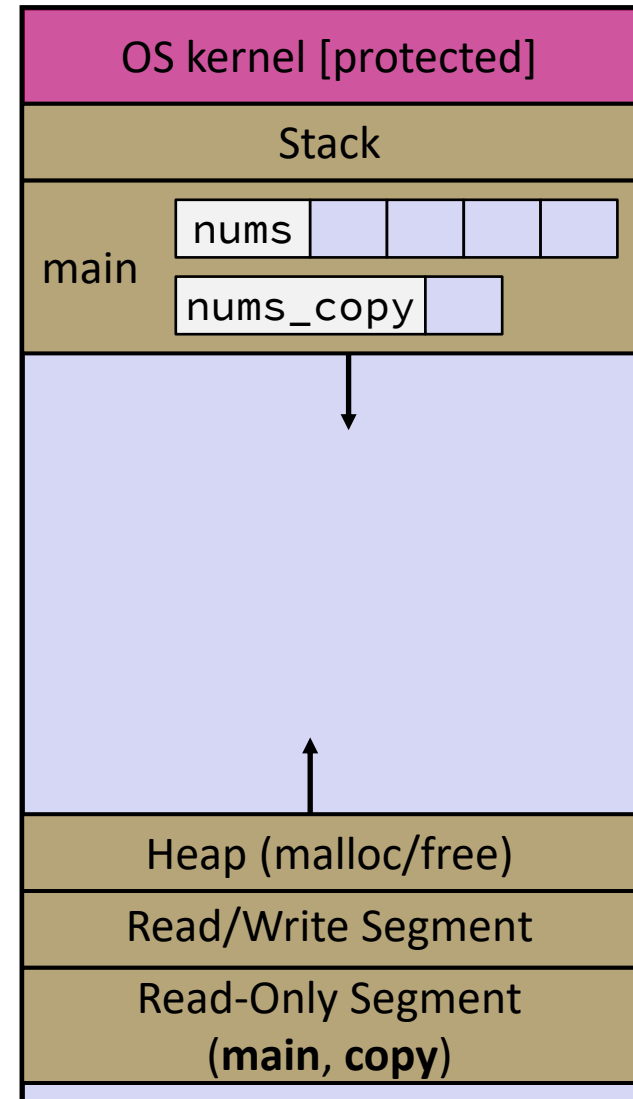 OS kernel [protected]
Stack
main
nums
nums_copy
Heap (malloc/free)
Read/Write Segment
Read-Only Segment
(main, copy)